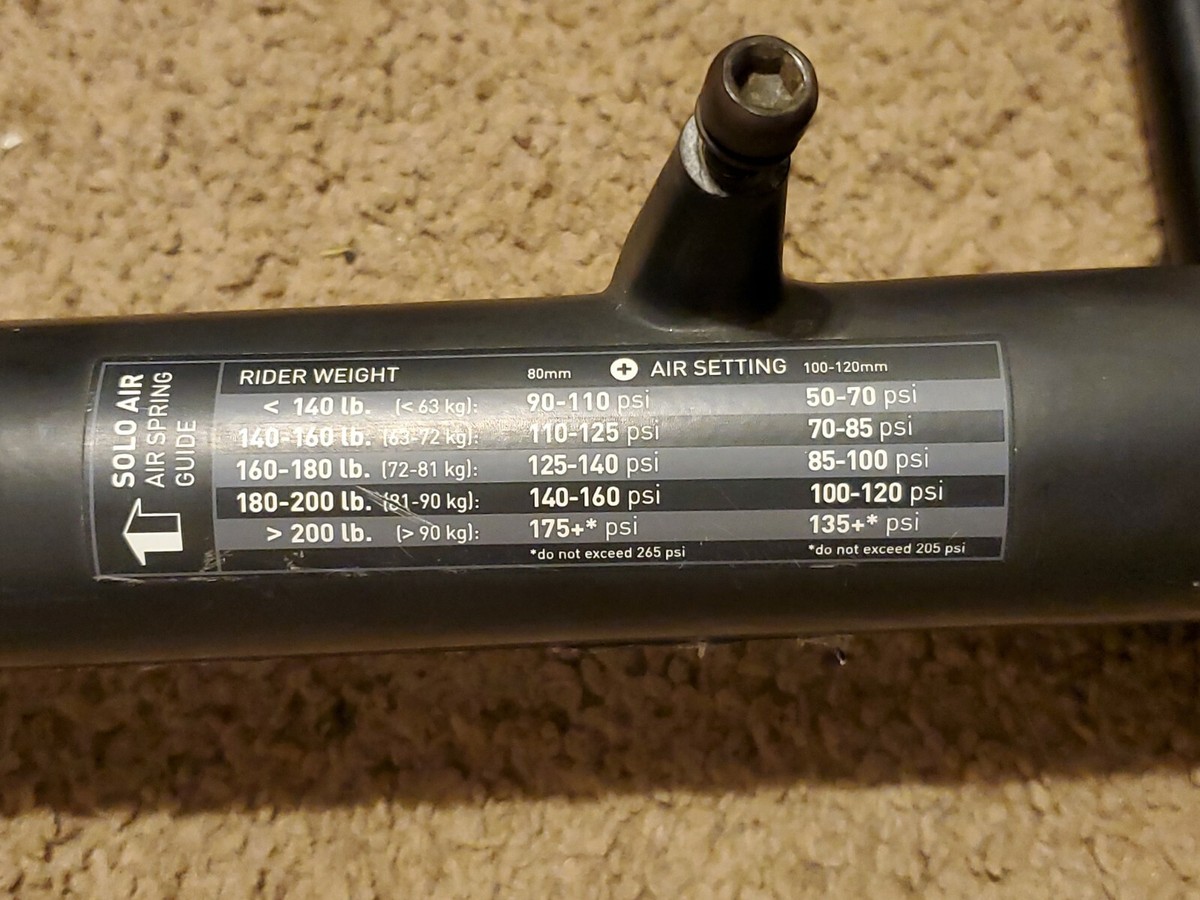 SOLO AIR
AIR SPRING
GUIDE
RIDER WEIGHT 80mm + AIR SETTING 100-120mm
< 140 lb. (< 63 kg): 90-110 psi 50-70 psi
140-160 lb. (63-72 kg): 110-125 psi 70-85 psi
160-180 lb. (72-81 kg): 125-140 psi 85-100 psi
180-200 lb. (81-90 kg): 140-160 psi 100-120 psi
> 200 lb. (> 90 kg): 175+* psi 135+* psi
*do not exceed 265 psi *do not exceed 205 psi